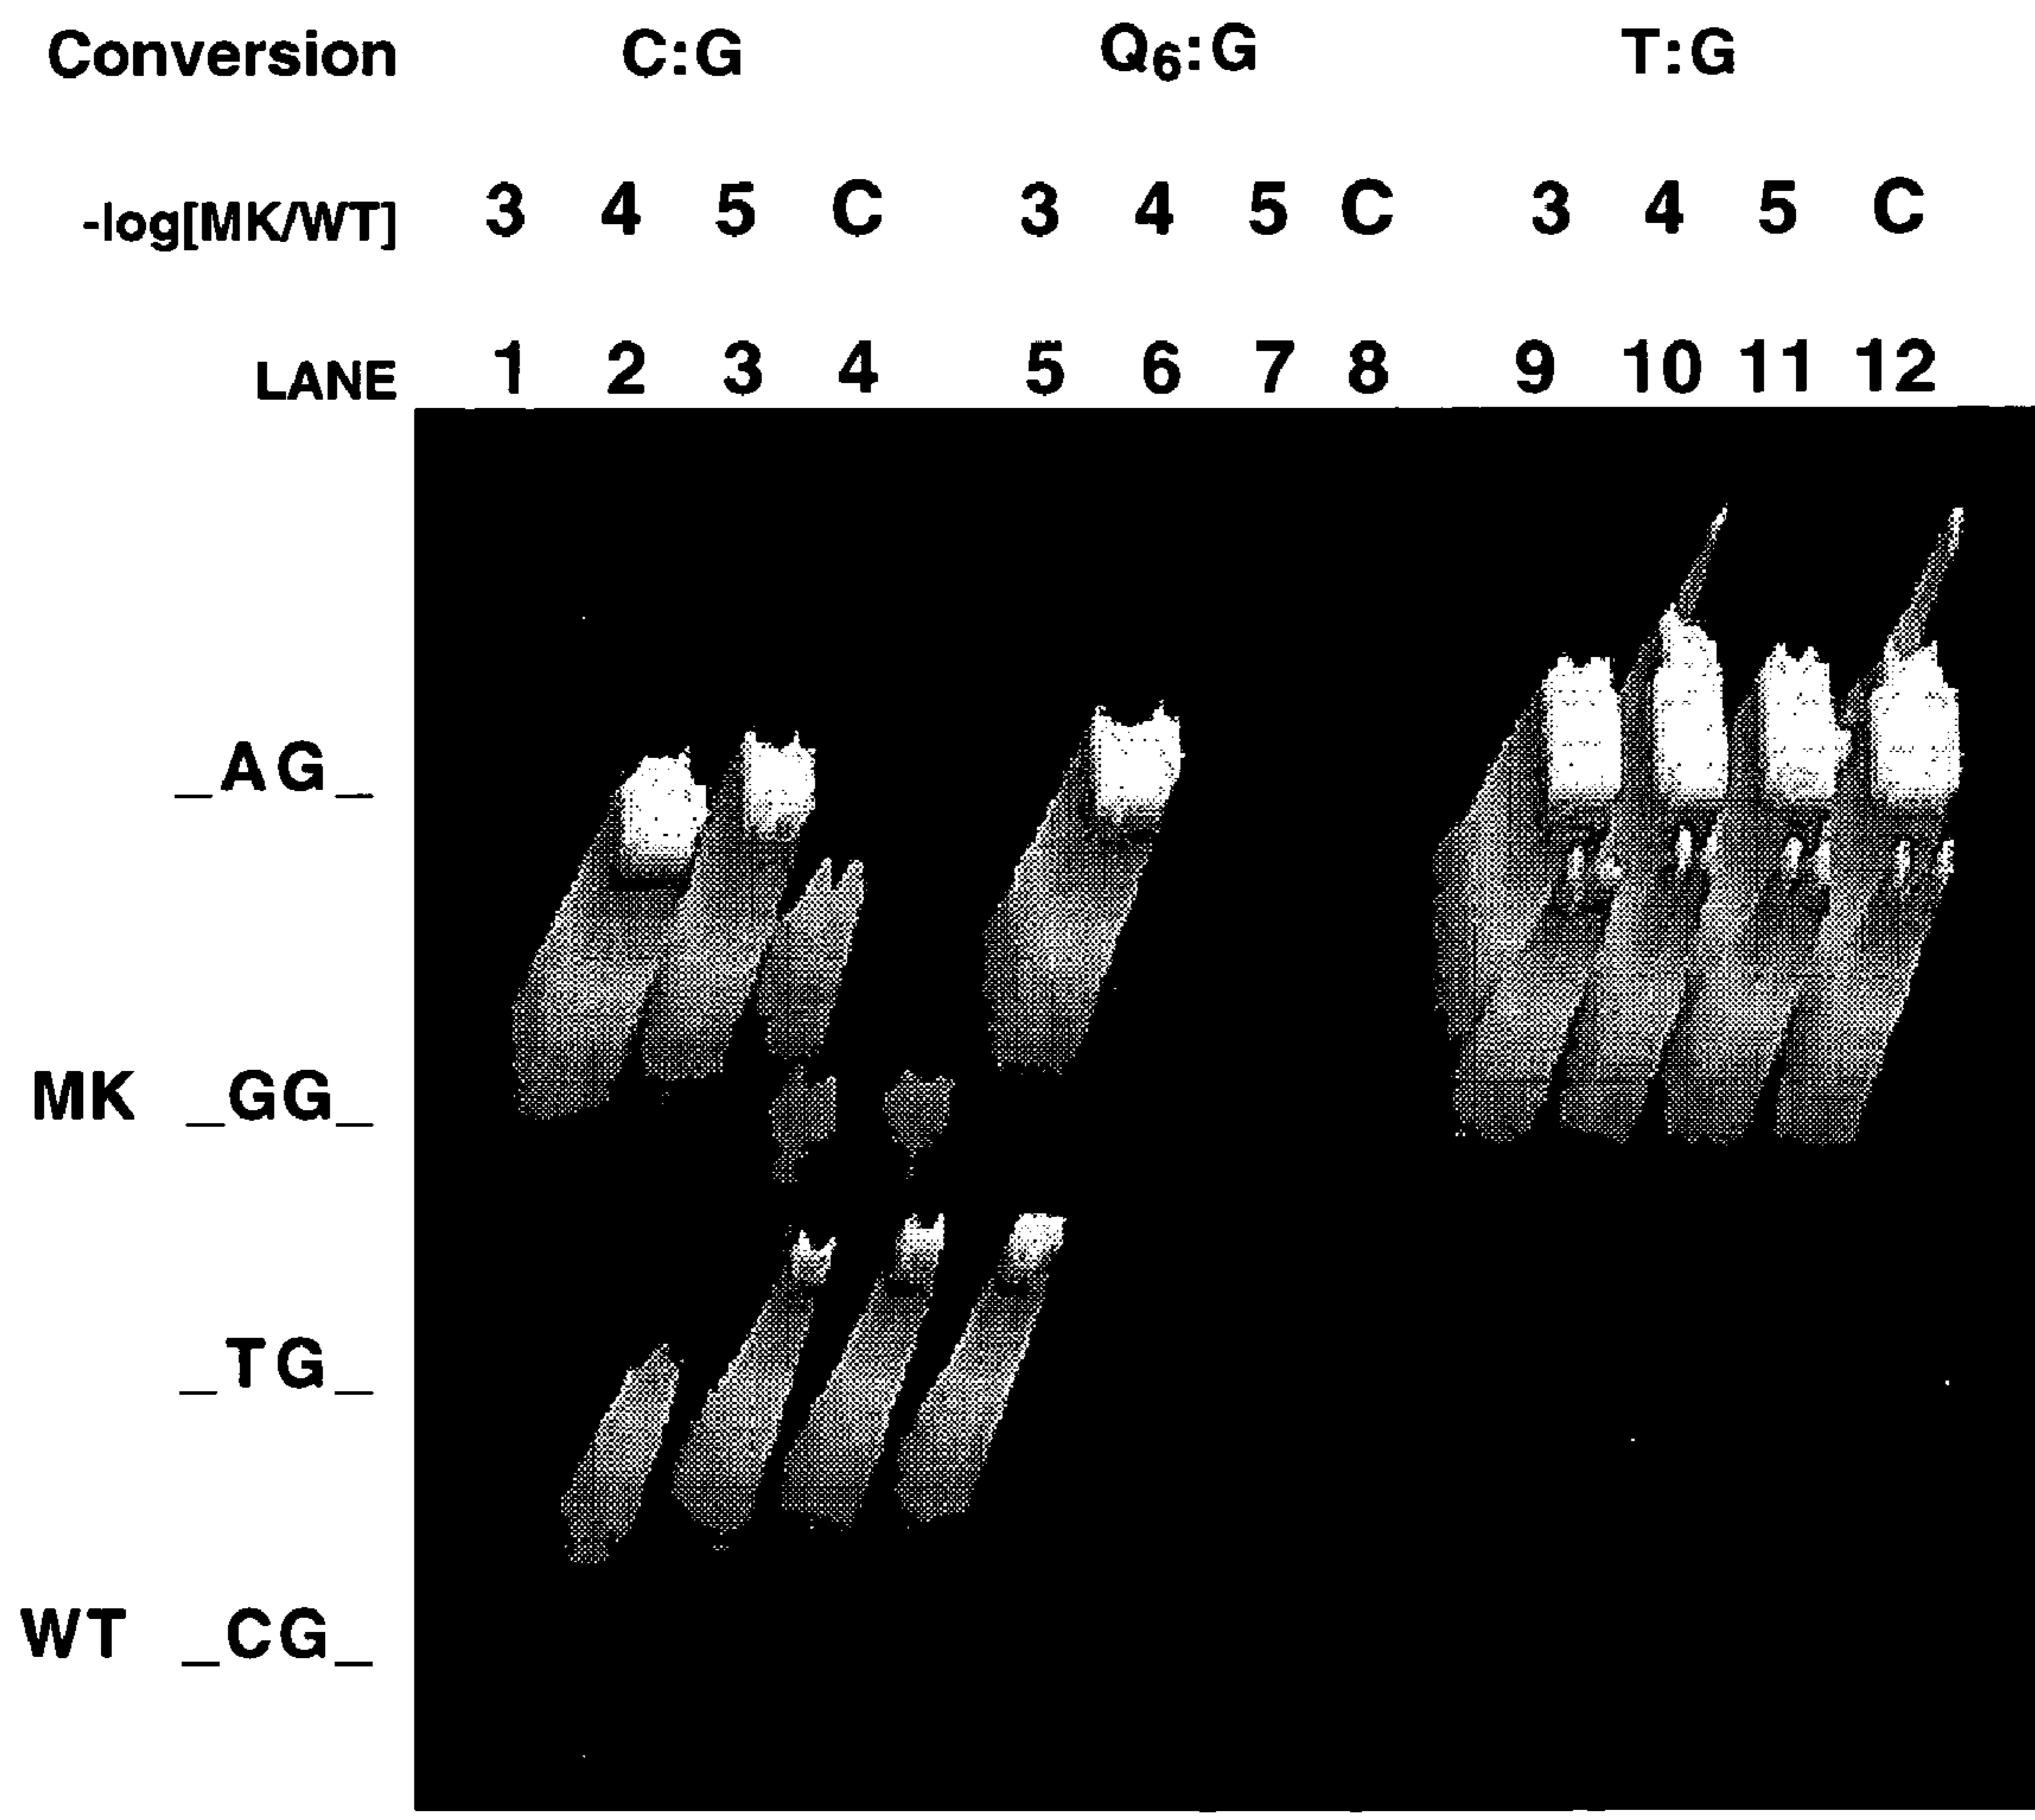 Conversion C:G Q6:G T:G
-log[MK/WT] 3 4 5 C 3 4 5 C 3 4 5 C
LANE 1 2 3 4 5 6 7 8 9 10 11 12
_AG_
MK _GG_
_TG_
WT _CG_